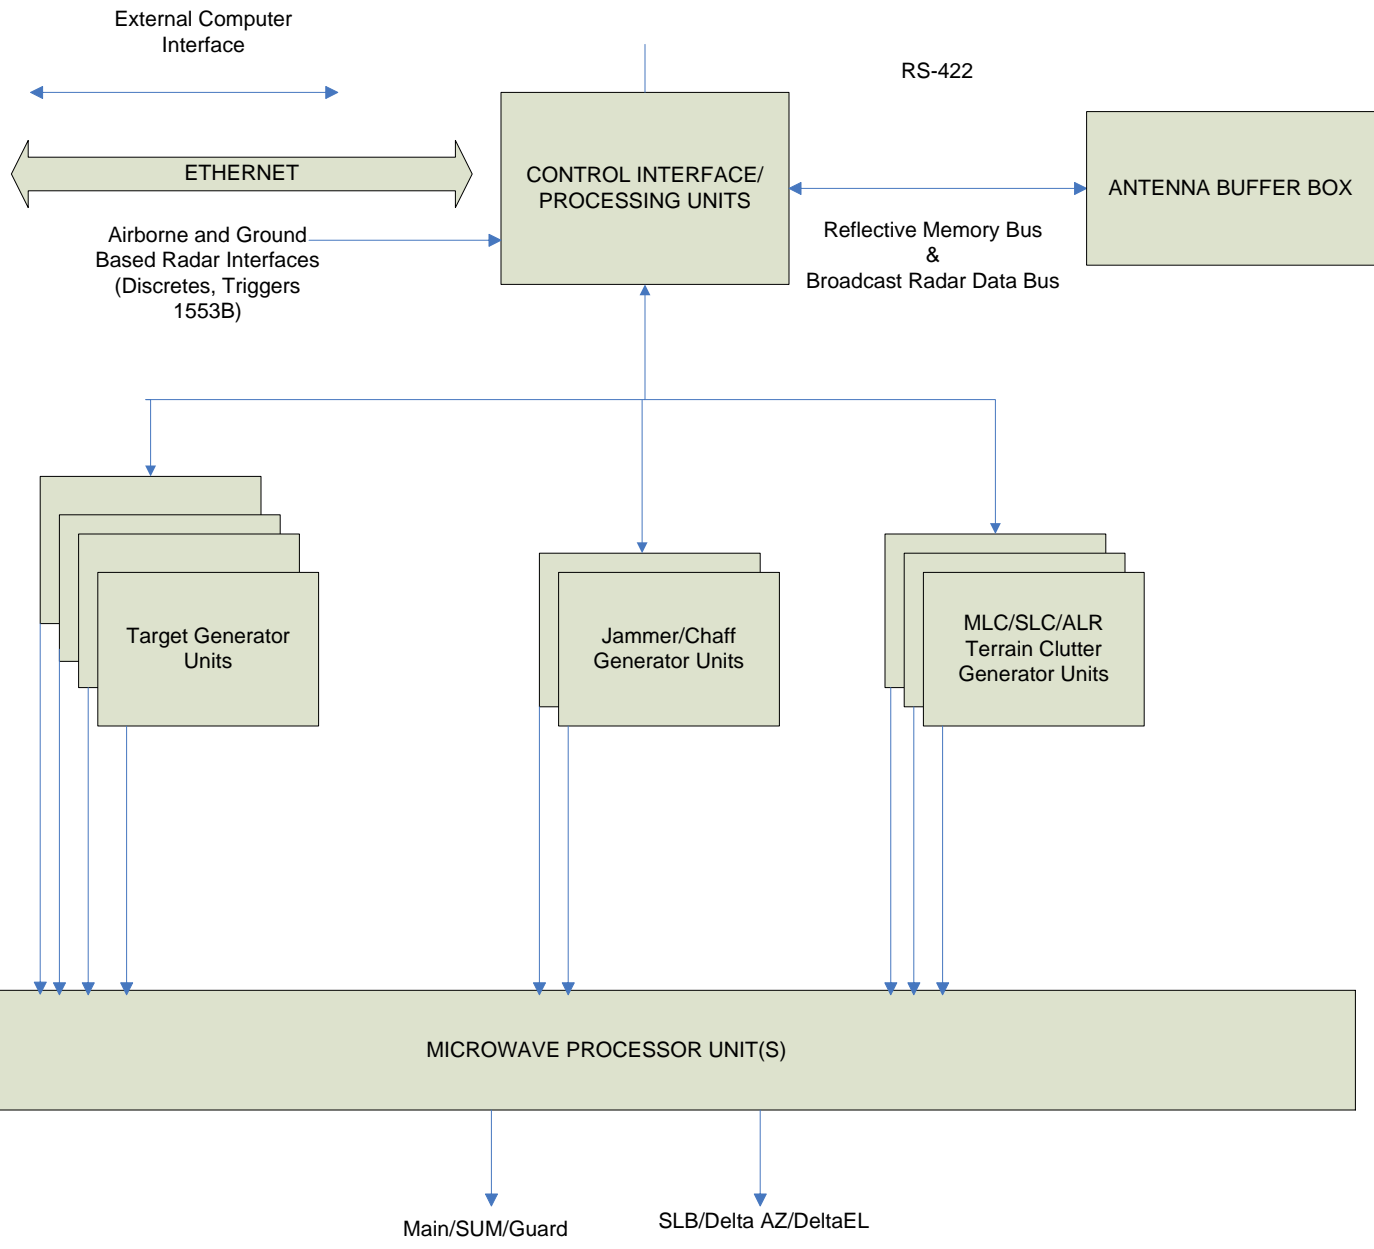 External Computer
Interface
RS-422
ETHERNET
CONTROL INTERFACE/
PROCESSING UNITS
ANTENNA BUFFER BOX
Airborne and Ground
Based Radar Interfaces
(Discretes, Triggers
1553B)
Reflective Memory Bus
&
Broadcast Radar Data Bus
Target Generator
Units
Jammer/Chaff
Generator Units
MLC/SLC/ALR
Terrain Clutter
Generator Units
MICROWAVE PROCESSOR UNIT(S)
Main/SUM/Guard
SLB/Delta AZ/DeltaEL